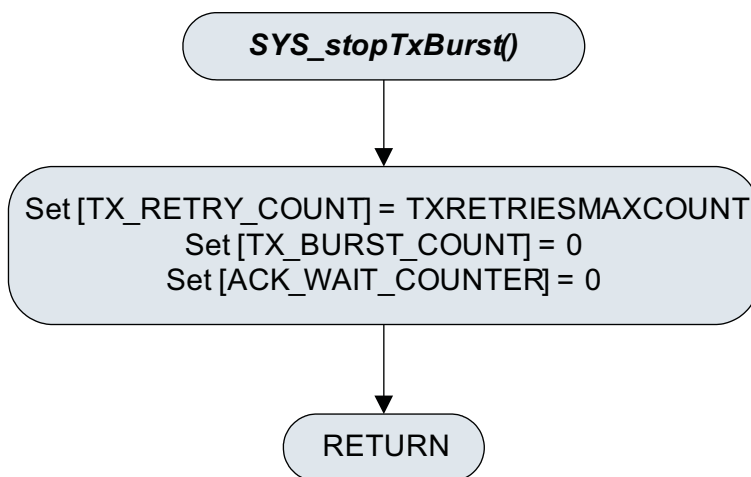 SYS_stopTxBurst()
Set [TX_RETRY_COUNT] = TXRETRIESMAXCOUNT
Set [TX_BURST_COUNT] = 0
Set [ACK_WAIT_COUNTER] = 0
RETURN